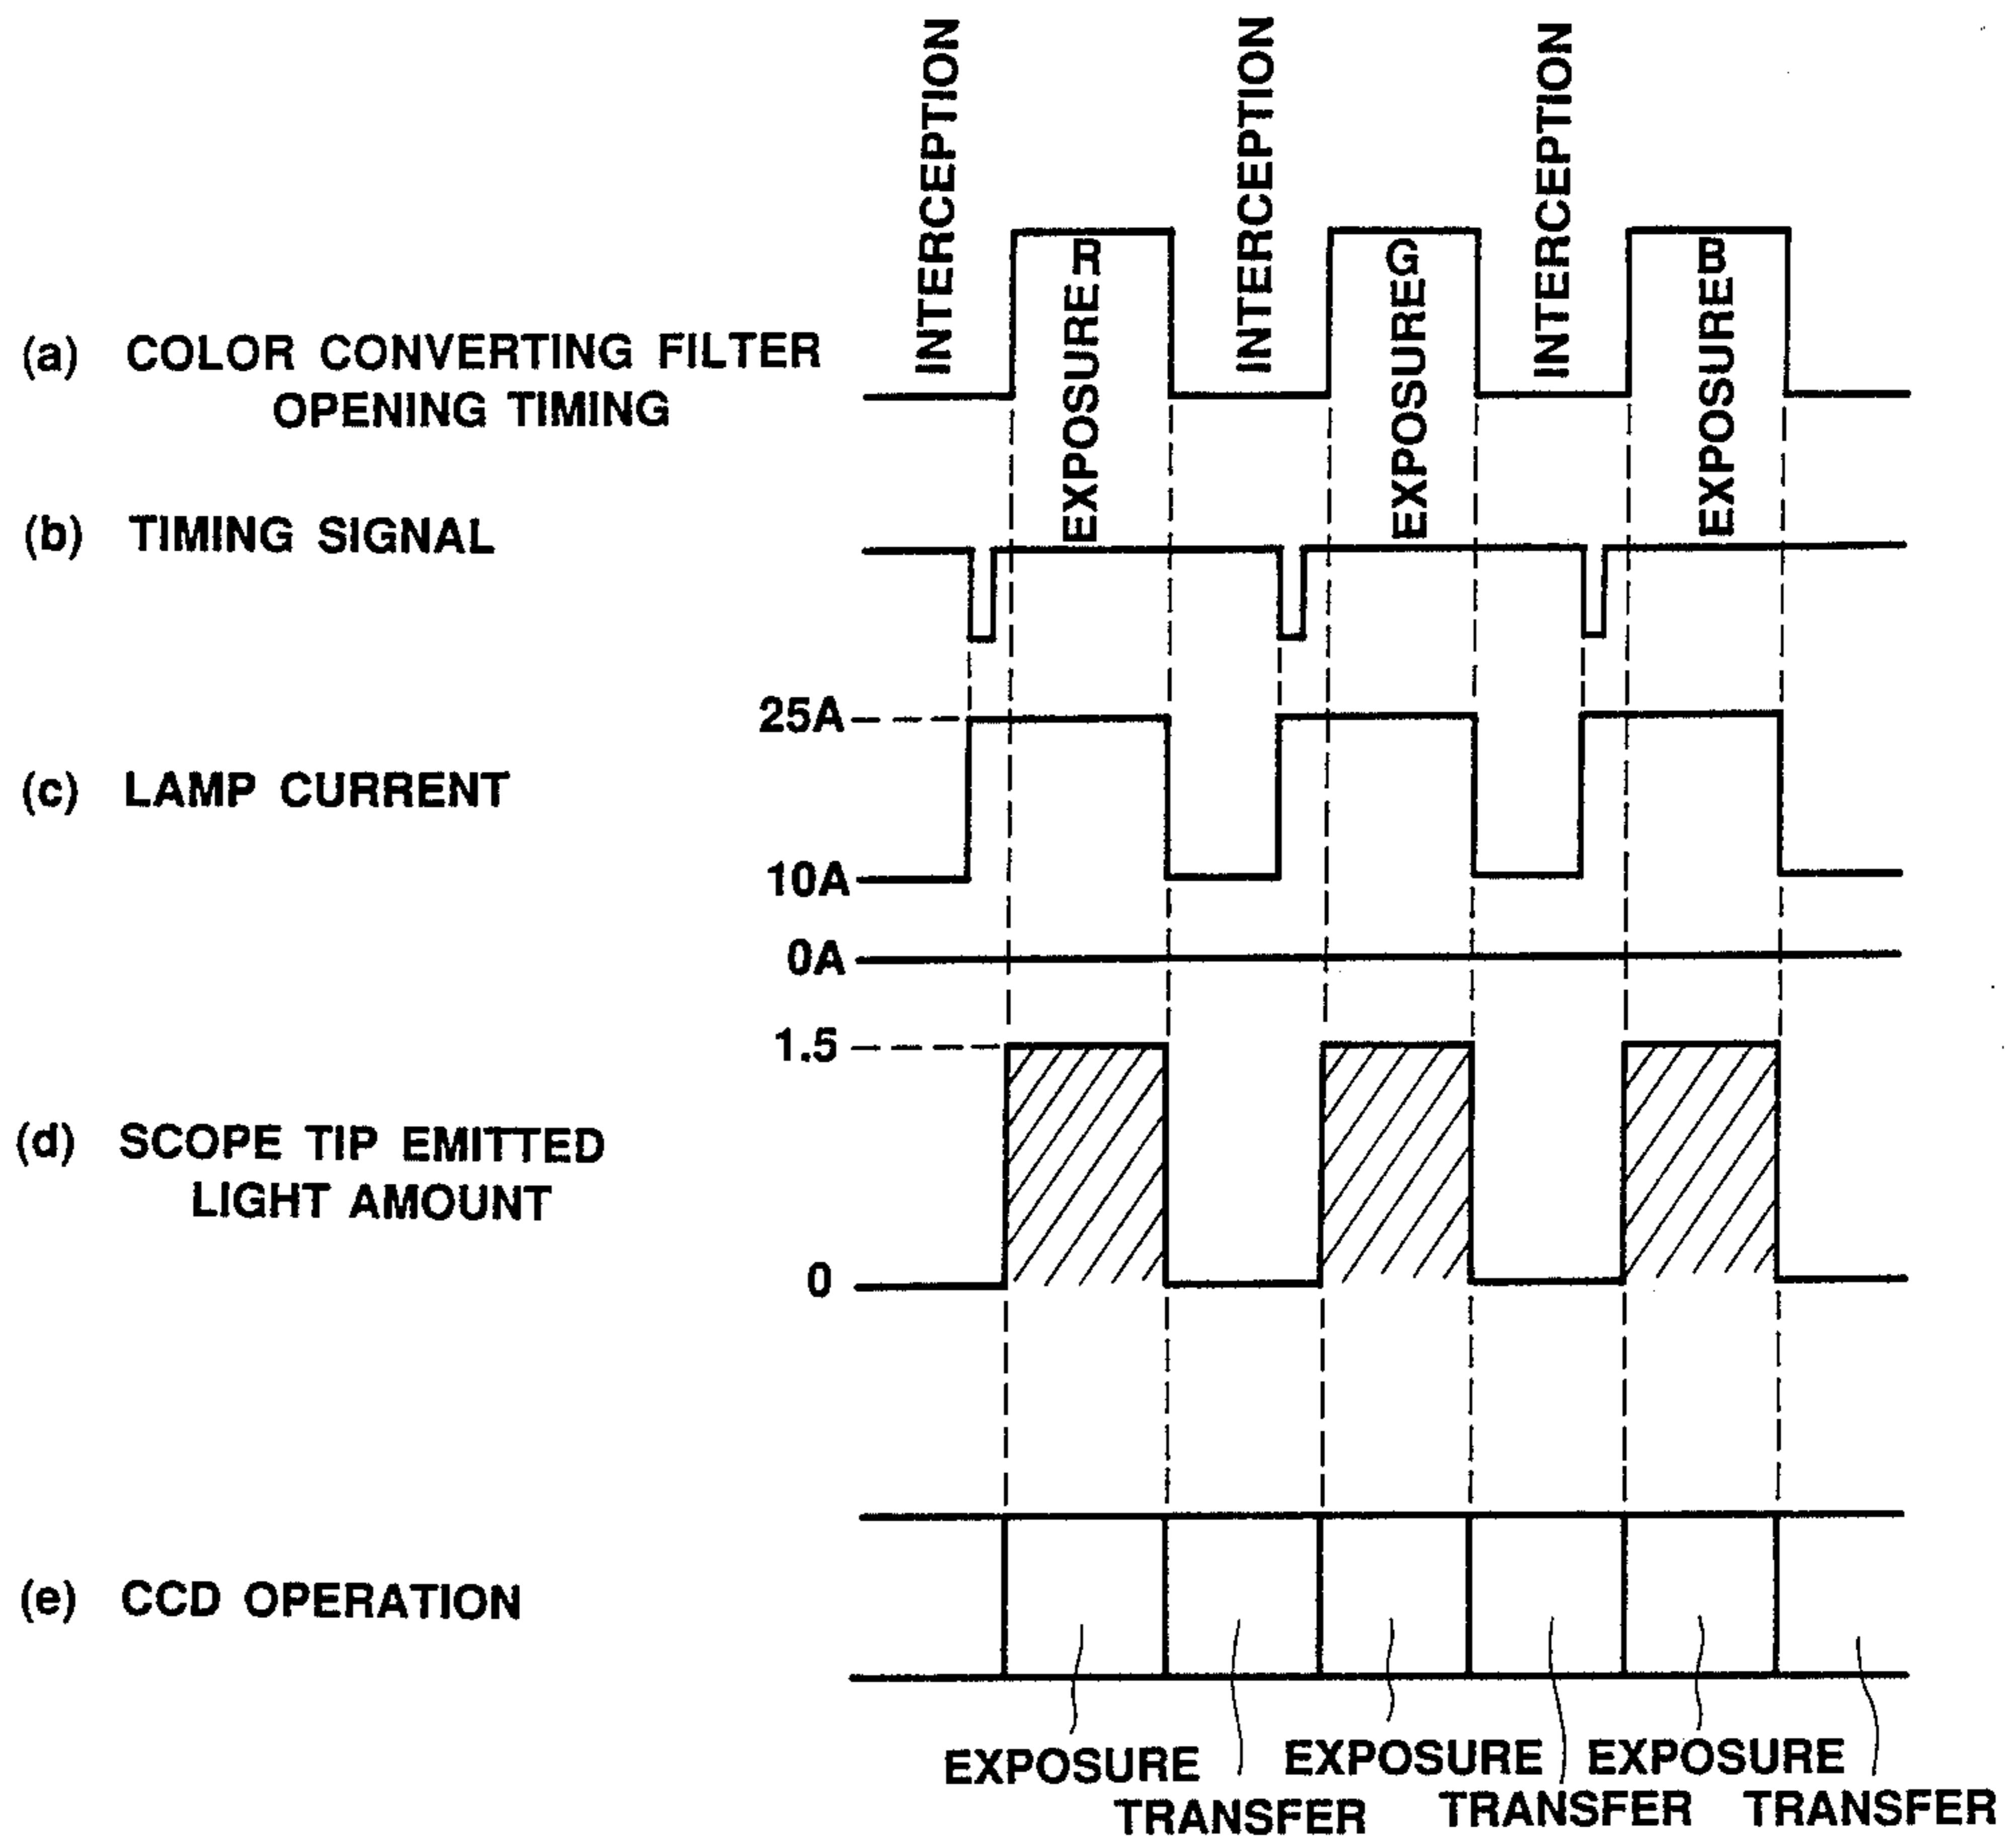 INTERCEPTION
INTERCEPTION
INTERCEPTION
R
EXPOSURE
G
EXPOSURE
B
EXPOSURE
(a) COLOR CONVERTING FILTER
OPENING TIMING
(b) TIMING SIGNAL
25A
(c) LAMP CURRENT
10A
0A
1.5
(d) SCOPE TIP EMITTED
LIGHT AMOUNT
0
(e) CCD OPERATION
EXPOSURE EXPOSURE EXPOSURE
TRANSFER TRANSFER TRANSFER